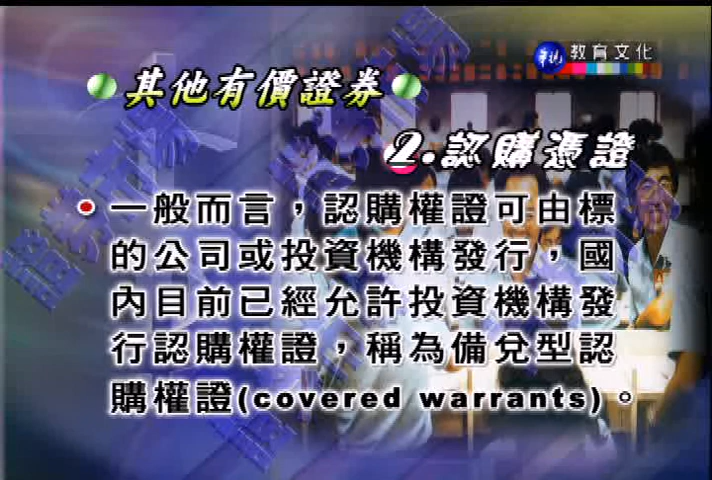 華視 教育文化
其他有價證券
2.認購憑證
一般而言，認購權證可由標
的公司或投資機構發行，國
內目前已經允許投資機構發
行認購權證，稱為備兌型認
購權證(covered warrants)。